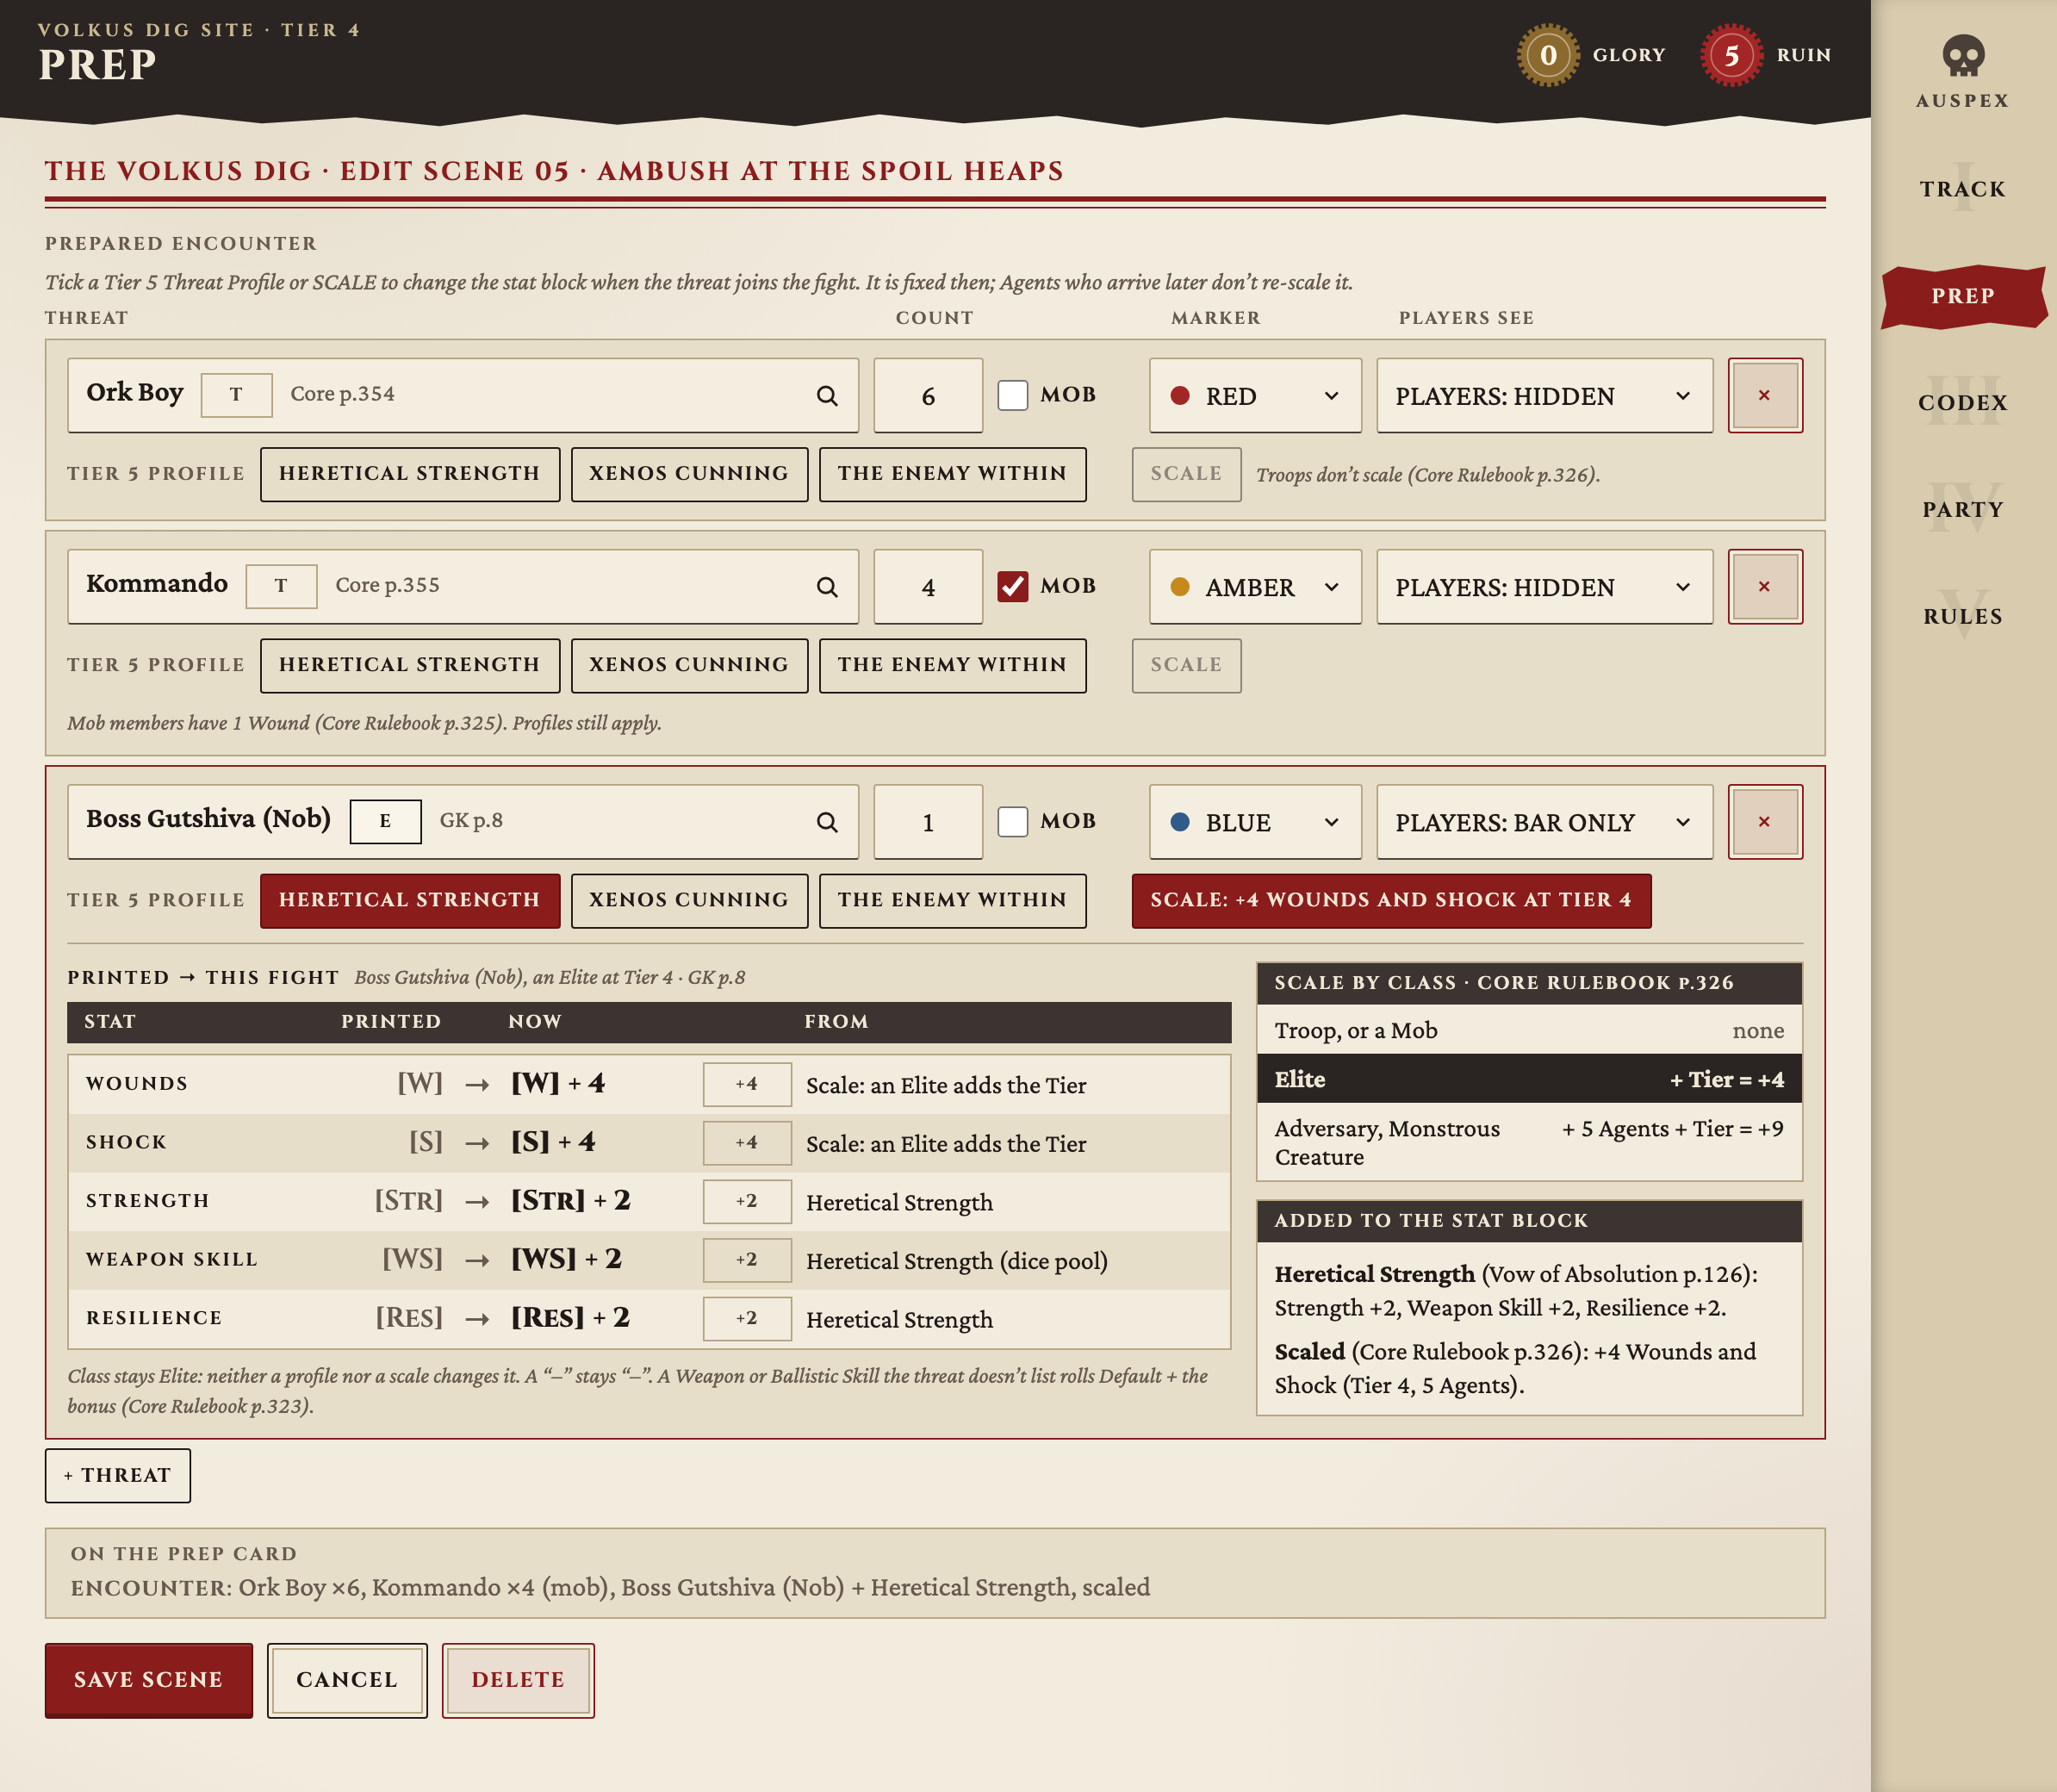 VOLKUS DIG SITE · TIER 4
PREP
0 GLORY 5 RUIN
AUSPEX
I TRACK
PREP
III CODEX
IV PARTY
V RULES
THE VOLKUS DIG · EDIT SCENE 05 · AMBUSH AT THE SPOIL HEAPS
PREPARED ENCOUNTER
Tick a Tier 5 Threat Profile or SCALE to change the stat block when the threat joins the fight. It is fixed then; Agents who arrive later don’t re-scale it.
THREAT COUNT MARKER PLAYERS SEE
Ork Boy T Core p.354 6 MOB RED PLAYERS: HIDDEN ×
TIER 5 PROFILE HERETICAL STRENGTH XENOS CUNNING THE ENEMY WITHIN SCALE Troops don’t scale (Core Rulebook p.326).
Kommando T Core p.355 4 MOB AMBER PLAYERS: HIDDEN ×
TIER 5 PROFILE HERETICAL STRENGTH XENOS CUNNING THE ENEMY WITHIN SCALE
Mob members have 1 Wound (Core Rulebook p.325). Profiles still apply.
Boss Gutshiva (Nob) E GK p.8 1 MOB BLUE PLAYERS: BAR ONLY ×
TIER 5 PROFILE HERETICAL STRENGTH XENOS CUNNING THE ENEMY WITHIN SCALE: +4 WOUNDS AND SHOCK AT TIER 4
PRINTED → THIS FIGHT Boss Gutshiva (Nob), an Elite at Tier 4 · GK p.8
STAT PRINTED NOW FROM
WOUNDS [W] → [W] + 4 +4 Scale: an Elite adds the Tier
SHOCK [S] → [S] + 4 +4 Scale: an Elite adds the Tier
STRENGTH [STR] → [STR] + 2 +2 Heretical Strength
WEAPON SKILL [WS] → [WS] + 2 +2 Heretical Strength (dice pool)
RESILIENCE [RES] → [RES] + 2 +2 Heretical Strength
Class stays Elite: neither a profile nor a scale changes it. A “–” stays “–”. A Weapon or Ballistic Skill the threat doesn’t list rolls Default + the
bonus (Core Rulebook p.323).
SCALE BY CLASS · CORE RULEBOOK P.326
Troop, or a Mob none
Elite + Tier = +4
Adversary, Monstrous + 5 Agents + Tier = +9
Creature
ADDED TO THE STAT BLOCK
Heretical Strength (Vow of Absolution p.126):
Strength +2, Weapon Skill +2, Resilience +2.
Scaled (Core Rulebook p.326): +4 Wounds and
Shock (Tier 4, 5 Agents).
+ THREAT
ON THE PREP CARD
ENCOUNTER: Ork Boy ×6, Kommando ×4 (mob), Boss Gutshiva (Nob) + Heretical Strength, scaled
SAVE SCENE CANCEL DELETE